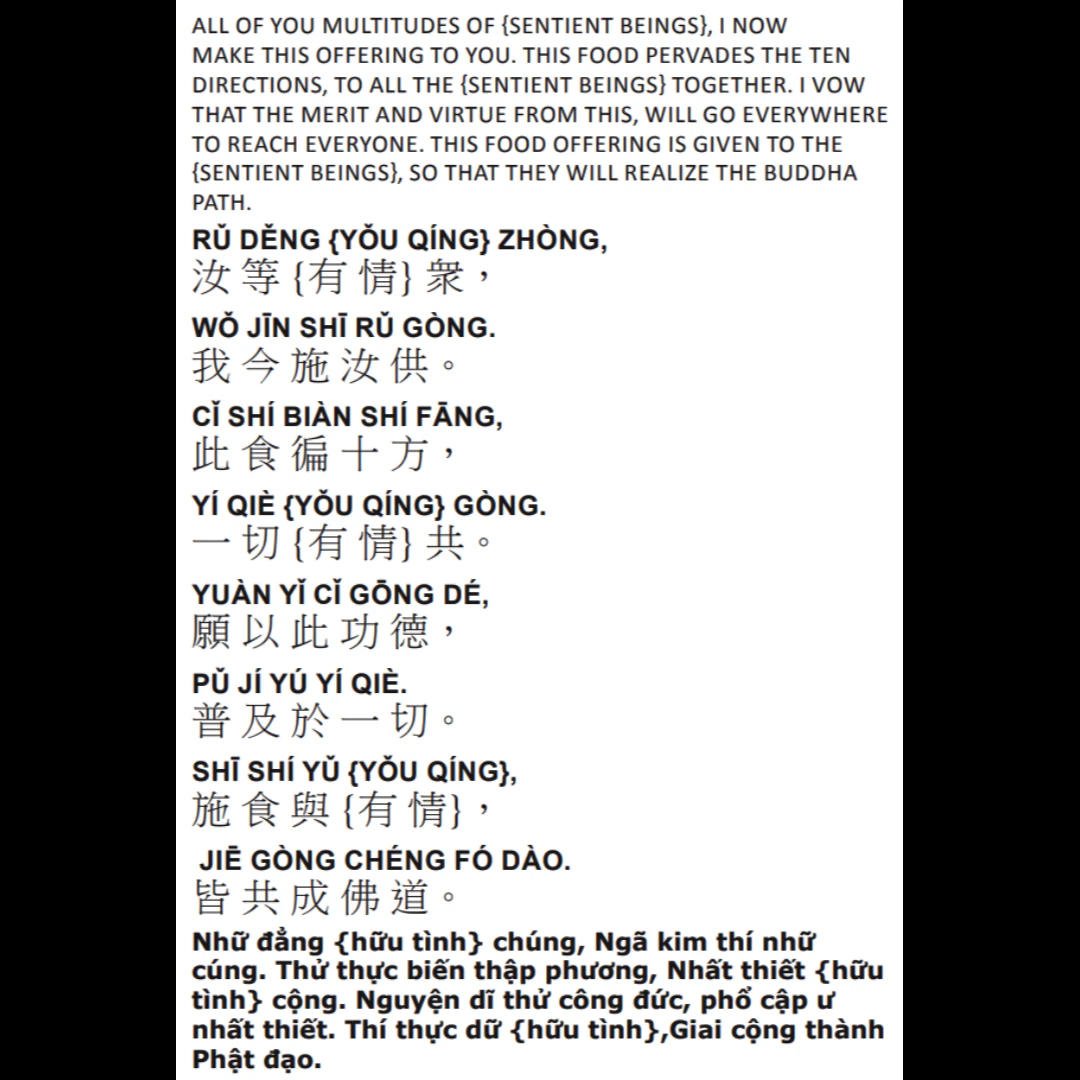 ALL OF YOU MULTITUDES OF {SENTIENT BEINGS}, I NOW
MAKE THIS OFFERING TO YOU. THIS FOOD PERVADES THE TEN
DIRECTIONS, TO ALL THE {SENTIENT BEINGS} TOGETHER. I VOW
THAT THE MERIT AND VIRTUE FROM THIS, WILL GO EVERYWHERE
TO REACH EVERYONE. THIS FOOD OFFERING IS GIVEN TO THE
{SENTIENT BEINGS}, SO THAT THEY WILL REALIZE THE BUDDHA
PATH.
RǓ DĚNG {YǑU QÍNG} ZHÒNG,
汝 等 {有 情} 衆，
WǑ JĪN SHĪ RǓ GÒNG.
我 今 施 汝 供。
CǏ SHÍ BIÀN SHÍ FĀNG,
此 食 徧 十 方，
YÍ QIÈ {YǑU QÍNG} GÒNG.
一 切 {有 情} 共。
YUÀN YǏ CǏ GŌNG DÉ,
願 以 此 功 德，
PǓ JÍ YÚ YÍ QIÈ.
普 及 於 一 切。
SHĪ SHÍ YǓ {YǑU QÍNG},
施 食 與 {有 情}，
JIĒ GÒNG CHÉNG FÓ DÀO.
皆 共 成 佛 道。
Nhữ đẳng {hữu tình} chúng, Ngã kim thí nhữ
cúng. Thử thực biến thập phương, Nhất thiết {hữu
tình} cộng. Nguyện dĩ thử công đức, phổ cập ư
nhất thiết. Thí thực dữ {hữu tình},Giai cộng thành
Phật đạo.